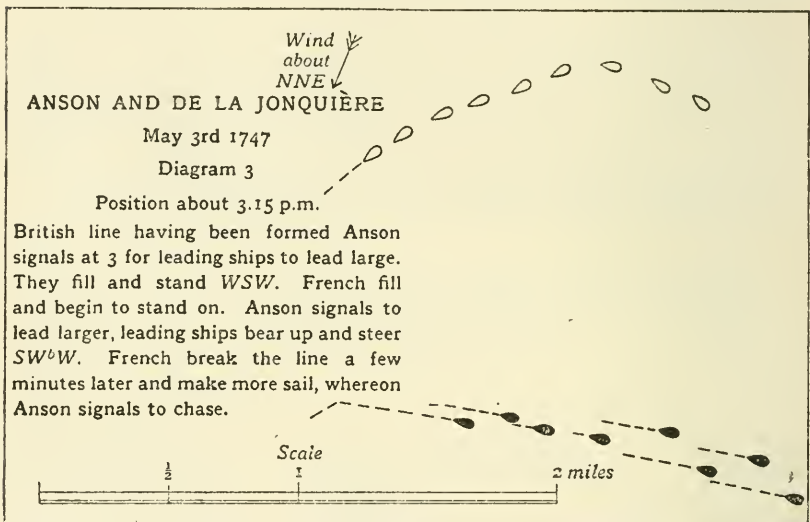 Wind
about
NNE
ANSON AND DE LA JONQUIÈRE
May 3rd 1747
Diagram 3
Position about 3.15 p.m.
British line having been formed Anson
signals at 3 for leading ships to lead large.
They fill and stand WSW. French fill
and begin to stand on. Anson signals to
lead larger, leading ships bear up and steer
SWbW. French break the line a few
minutes later and make more sail, whereon
Anson signals to chase.
Scale
½ 1 2 miles